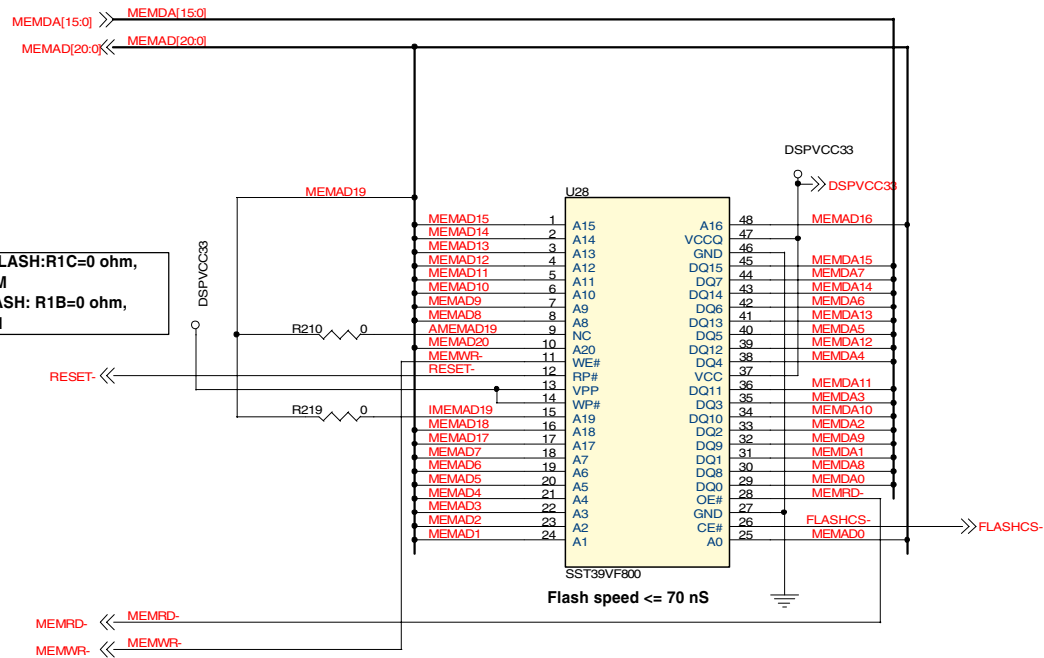 MEMDA[15:0] MEMDA[15:0]
MEMAD[20:0] MEMAD[20:0]
DSPVCC33
DSPVCC33
MEMAD19
U28
MEMAD15 1 A15 A16 48 MEMAD16
MEMAD14 2 A14 VCCQ 47
MEMAD13 3 A13 GND 46
MEMAD12 4 A12 DQ15 45 MEMDA15
MEMAD11 5 A11 DQ7 44 MEMDA7
MEMAD10 6 A10 DQ14 43 MEMDA14
MEMAD9 7 A9 DQ6 42 MEMDA6
MEMAD8 8 A8 DQ13 41 MEMDA13
R210 0 AMEMAD19 9 NC DQ5 40 MEMDA5
MEMAD20 10 A20 DQ12 39 MEMDA12
MEMWR- 11 WE# DQ4 38 MEMDA4
RESET- RESET- 12 RP# VCC 37
13 VPP DQ11 36 MEMDA11
14 WP# DQ3 35 MEMDA3
R219 0 IMEMAD19 15 A19 DQ10 34 MEMDA10
MEMAD18 16 A18 DQ2 33 MEMDA2
MEMAD17 17 A17 DQ9 32 MEMDA9
MEMAD7 18 A7 DQ1 31 MEMDA1
MEMAD6 19 A6 DQ8 30 MEMDA8
MEMAD5 20 A5 DQ0 29 MEMDA0
MEMAD4 21 A4 OE# 28 MEMRD-
MEMAD3 22 A3 GND 27
MEMAD2 23 A2 CE# 26 FLASHCS- FLASHCS-
MEMAD1 24 A1 A0 25 MEMAD0
DSPVCC33
LASH:R1C=0 ohm,
M
ASH: R1B=0 ohm,
SST39VF800
Flash speed <= 70 nS
MEMRD- MEMRD-
MEMWR- MEMWR-